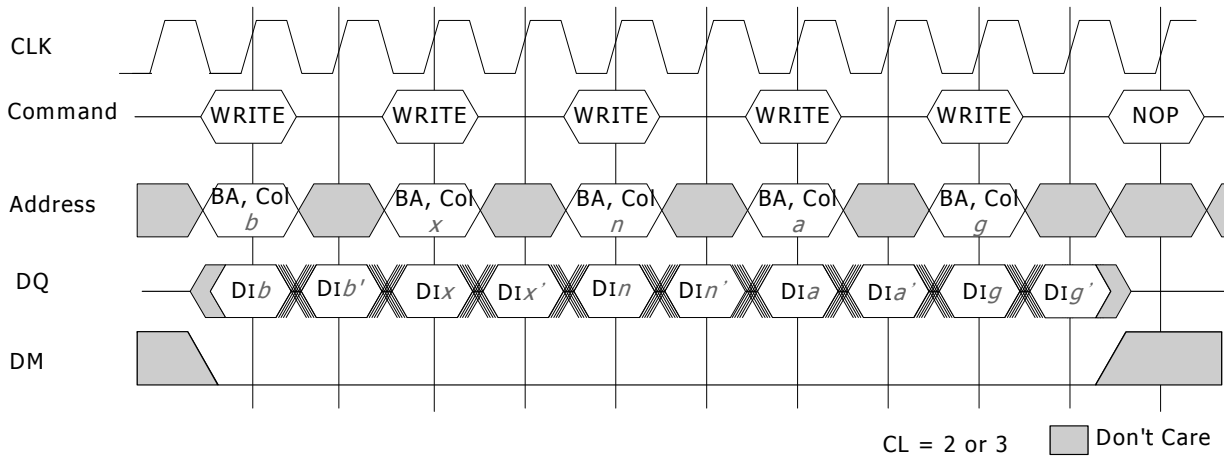 CLK
Command WRITE WRITE WRITE WRITE WRITE NOP
Address BA, Col BA, Col BA, Col BA, Col BA, Col
b x n a g
DQ DIb DIb' DIx DIx' DIn DIn' DIa DIa' DIg DIg'
DM
CL = 2 or 3 Don't Care